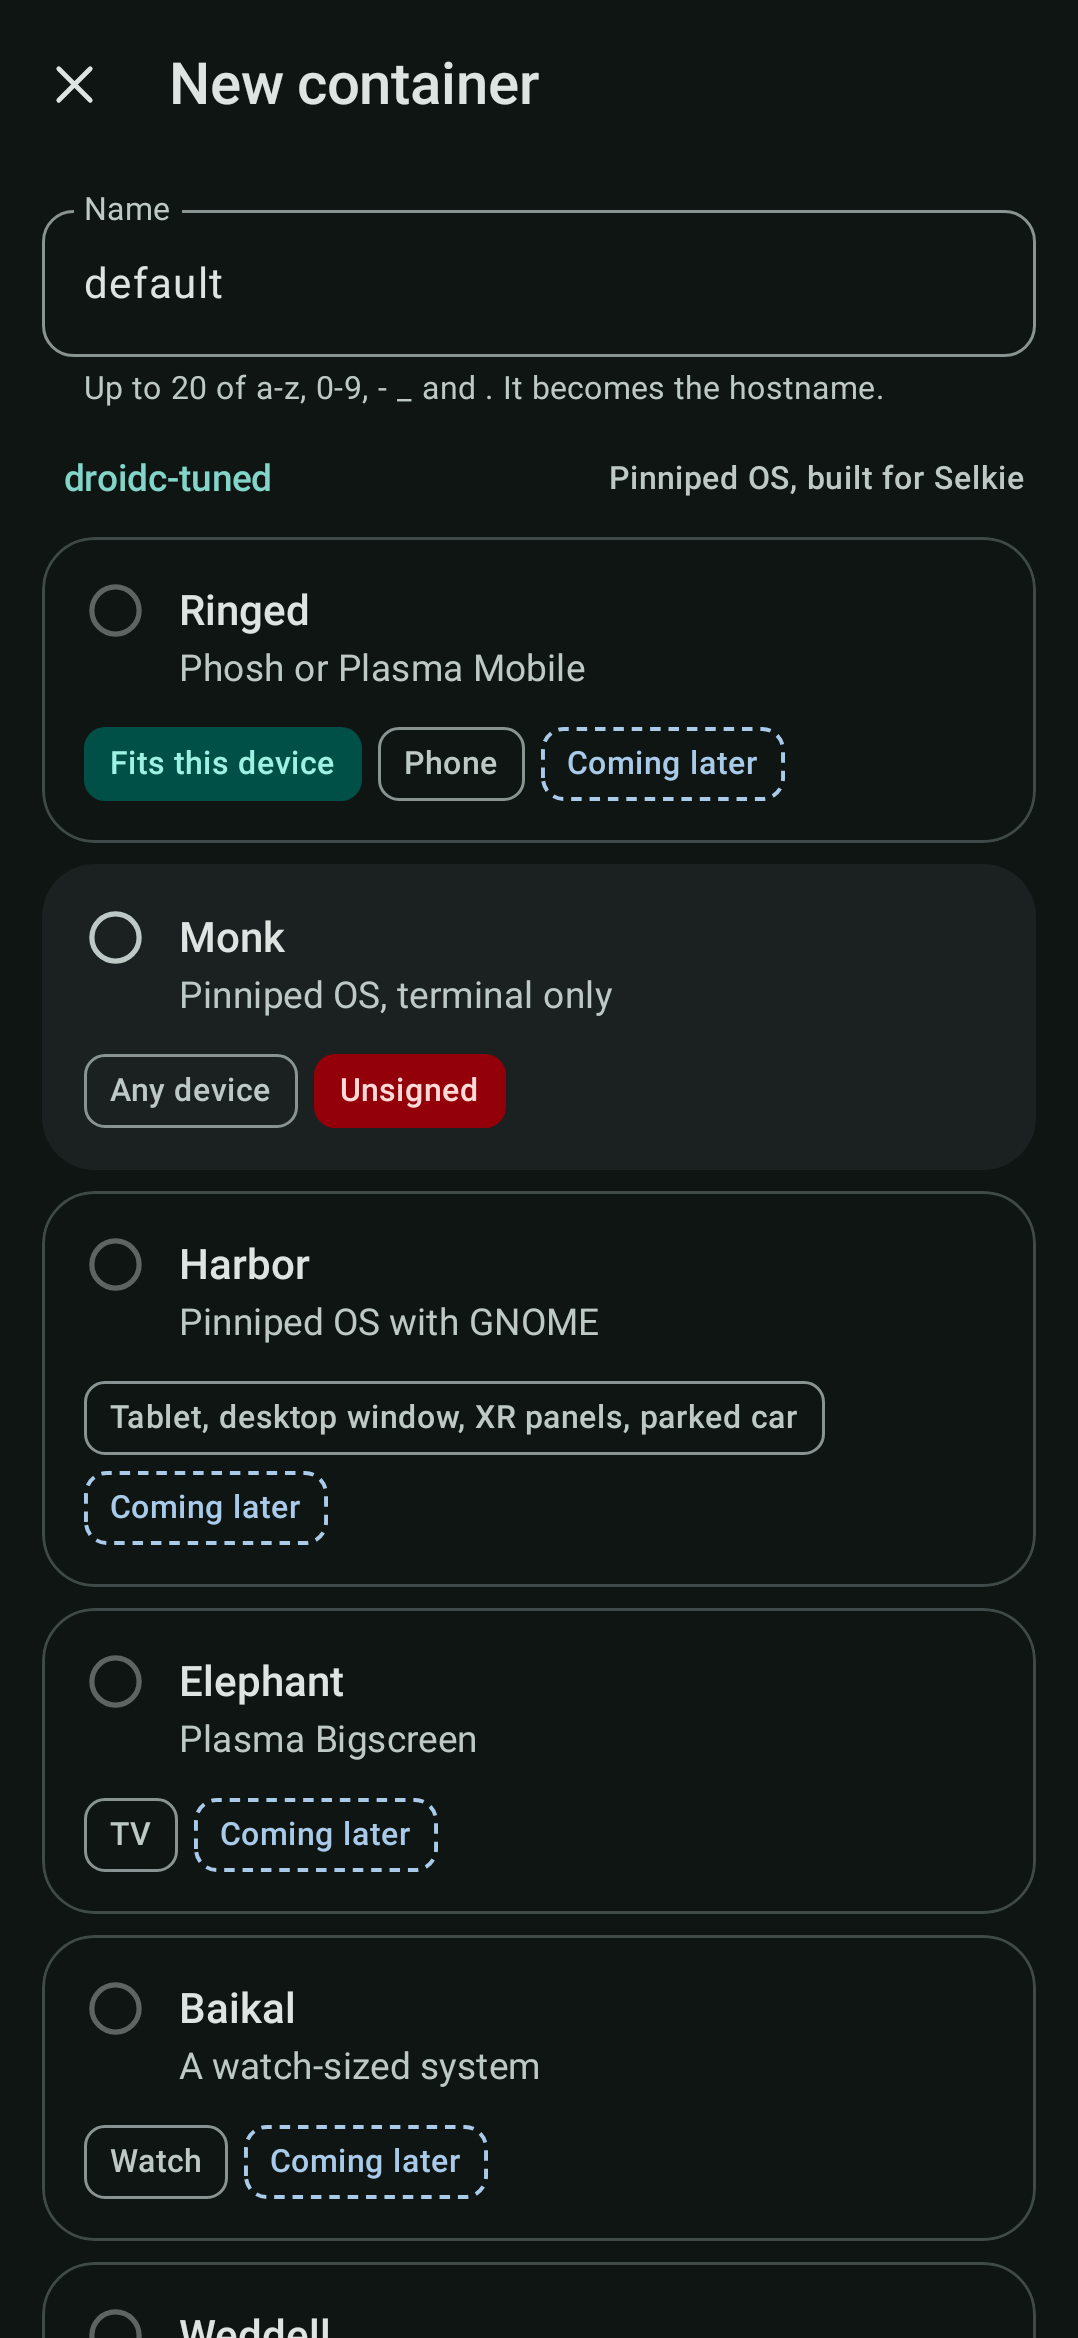 New container
Name
default
Up to 20 of a-z, 0-9, - _ and . It becomes the hostname.
droidc-tuned
Pinniped OS, built for Selkie
Ringed
Phosh or Plasma Mobile
Fits this device
Phone
Coming later
Monk
Pinniped OS, terminal only
Any device
Unsigned
Harbor
Pinniped OS with GNOME
Tablet, desktop window, XR panels, parked car
Coming later
Elephant
Plasma Bigscreen
TV
Coming later
Baikal
A watch-sized system
Watch
Coming later
Weddell